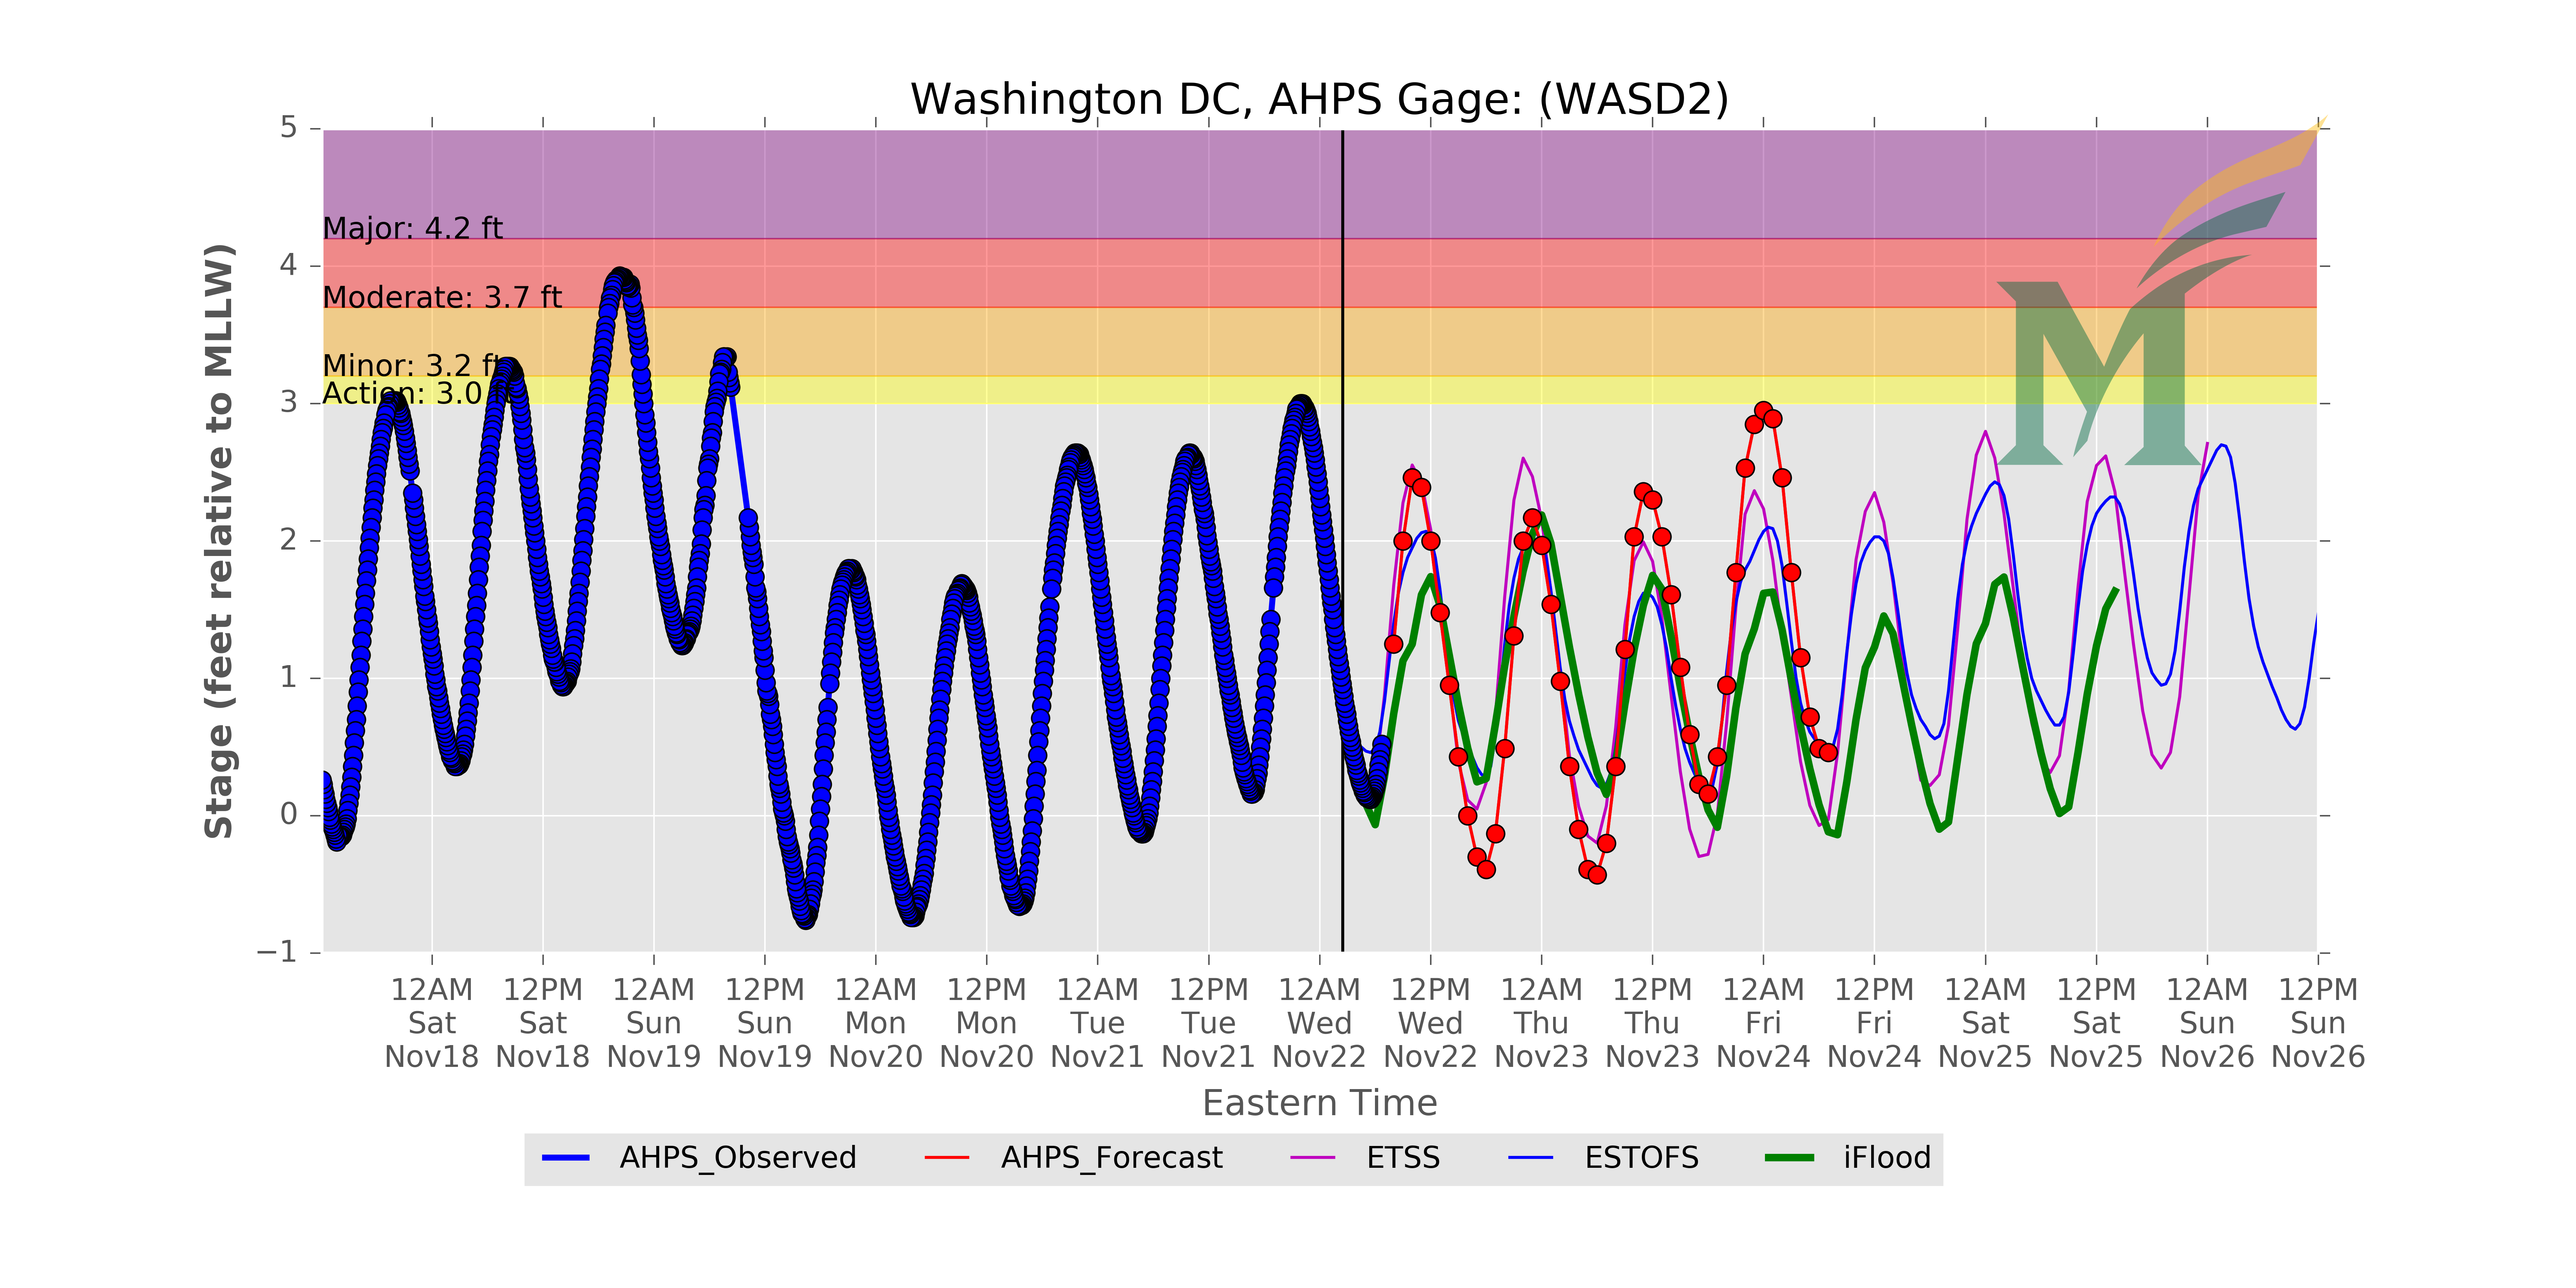 Washington DC, AHPS Gage: (WASD2)
Stage (feet relative to MLLW)
5
4
3
2
1
0
−1
Major: 4.2 ft
Moderate: 3.7 ft
Minor: 3.2 ft
Action: 3.0 ft
12AM 12PM 12AM 12PM 12AM 12PM 12AM 12PM 12AM 12PM 12AM 12PM 12AM 12PM 12AM 12PM 12AM 12PM
Sat Sat Sun Sun Mon Mon Tue Tue Wed Wed Thu Thu Fri Fri Sat Sat Sun Sun
Nov18 Nov18 Nov19 Nov19 Nov20 Nov20 Nov21 Nov21 Nov22 Nov22 Nov23 Nov23 Nov24 Nov24 Nov25 Nov25 Nov26 Nov26
Eastern Time
AHPS_Observed AHPS_Forecast ETSS ESTOFS iFlood
M